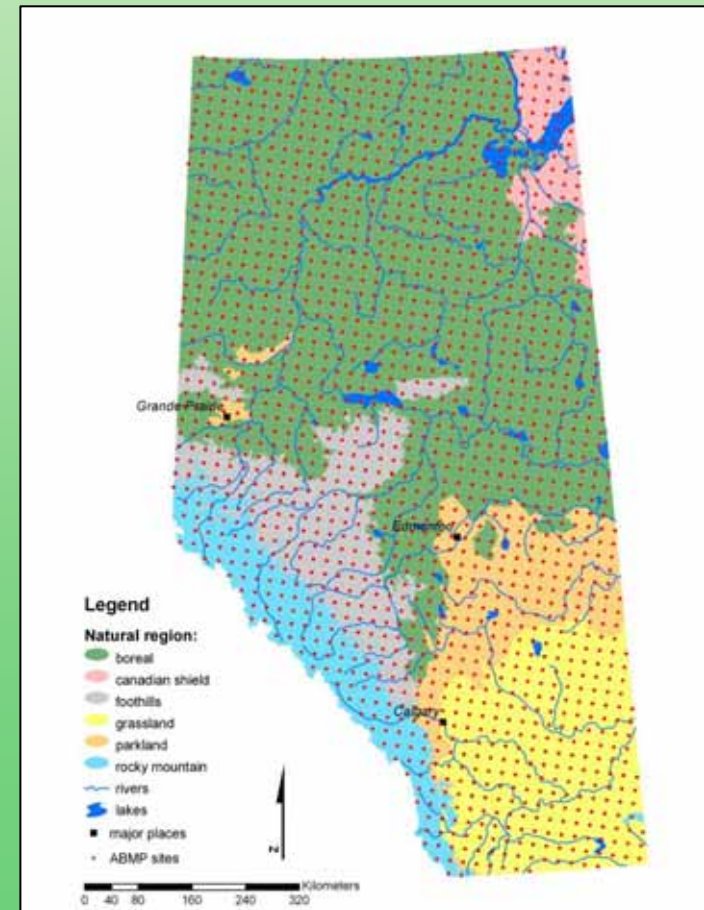 Grande Prairie
Edmonton
Calgary
Legend
Natural region:
boreal
canadian shield
foothills
grassland
parkland
rocky mountain
rivers
lakes
major places
ABMP sites
N
Kilometers
0 40 80 160 240 320